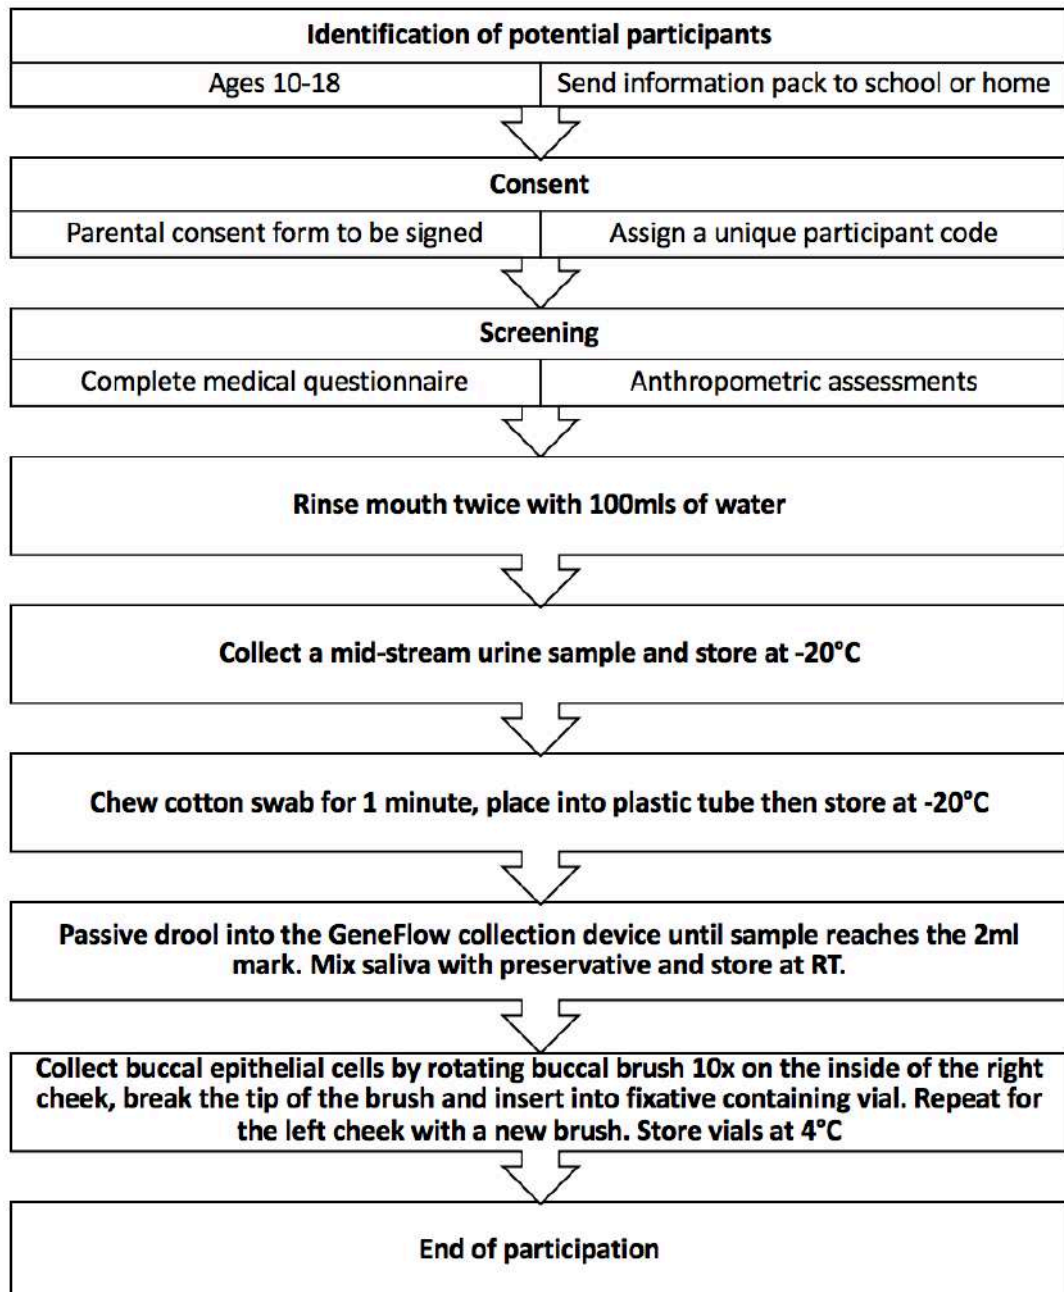 Identification of potential participants
Ages 10-18
Send information pack to school or home
Consent
Parental consent form to be signed
Assign a unique participant code
Screening
Complete medical questionnaire
Anthropometric assessments
Rinse mouth twice with 100mls of water
Collect a mid-stream urine sample and store at -20°C
Chew cotton swab for 1 minute, place into plastic tube then store at -20°C
Passive drool into the GeneFlow collection device until sample reaches the 2ml
mark. Mix saliva with preservative and store at RT.
Collect buccal epithelial cells by rotating buccal brush 10x on the inside of the right
cheek, break the tip of the brush and insert into fixative containing vial. Repeat for
the left cheek with a new brush. Store vials at 4°C
End of participation